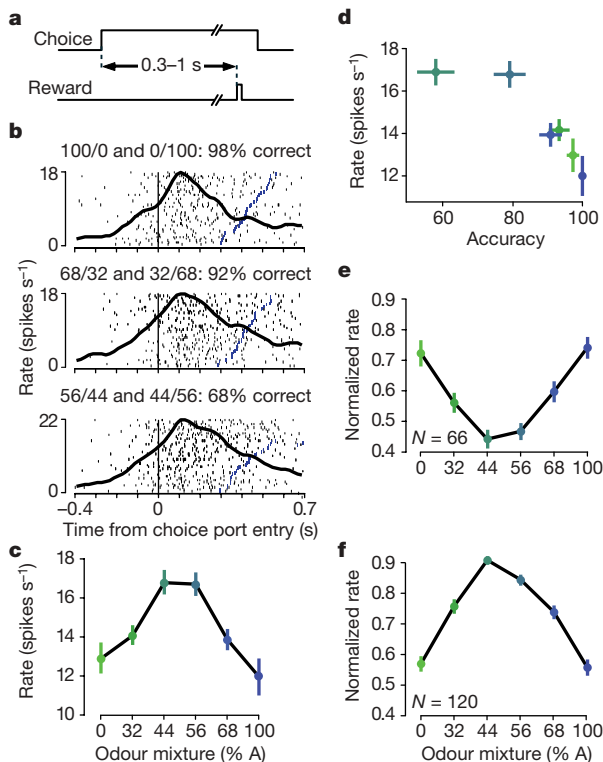 a
Choice
0.3–1 s
Reward
b
100/0 and 0/100: 98% correct
18
0
68/32 and 32/68: 92% correct
18
0
56/44 and 44/56: 68% correct
22
0
Rate (spikes s⁻¹)
–0.4 0 0.7
Time from choice port entry (s)
c
18
16
14
12
10
Rate (spikes s⁻¹)
0 32 44 56 68 100
Odour mixture (% A)
d
18
16
14
12
Rate (spikes s⁻¹)
60 80 100
Accuracy
e
0.9
0.8
0.7
0.6
0.5
0.4
Normalized rate
N = 66
0 32 44 56 68 100
f
0.9
0.8
0.7
0.6
0.5
0.4
Normalized rate
N = 120
0 32 44 56 68 100
Odour mixture (% A)